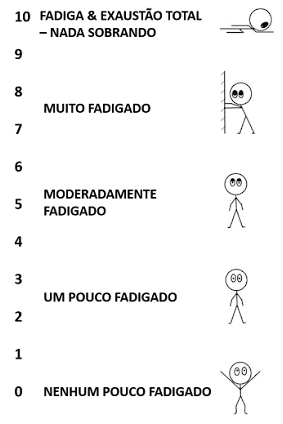 10 FADIGA & EXAUSTÃO TOTAL
– NADA SOBRANDO
9
8
MUITO FADIGADO
7
6
MODERADAMENTE
5 FADIGADO
4
3
UM POUCO FADIGADO
2
1
0 NENHUM POUCO FADIGADO